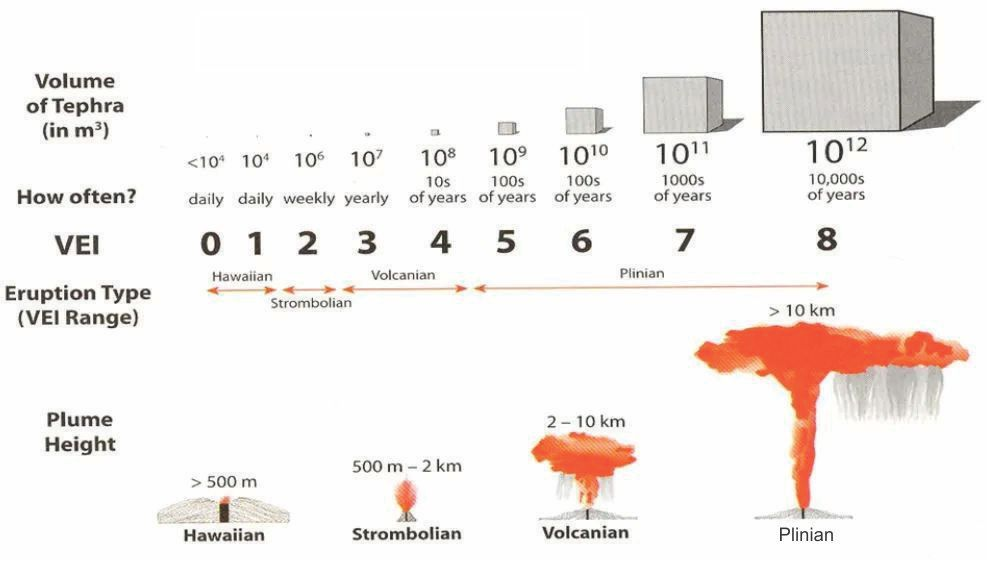 Volume
of Tephra
(in m³)
<10⁴ 10⁴ 10⁶ 10⁷ 10⁸ 10⁹ 10¹⁰ 10¹¹ 10¹²
How often?
daily daily weekly yearly 10s of years 100s of years 100s of years 1000s of years 10,000s of years
VEI 0 1 2 3 4 5 6 7 8
Hawaiian Volcanian Plinian
Strombolian
Eruption Type
(VEI Range)
> 10 km
Plume
Height
2 – 10 km
500 m – 2 km
> 500 m
Hawaiian Strombolian Volcanian Plinian